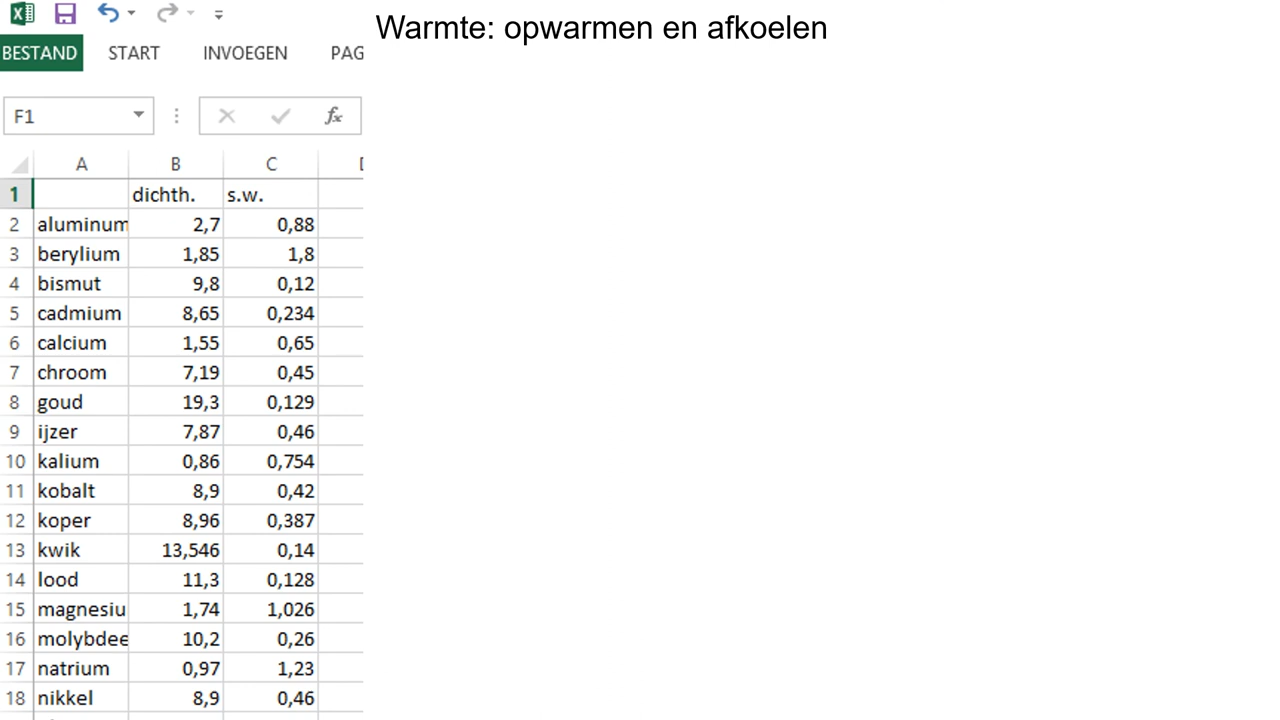 Warmte: opwarmen en afkoelen
BESTAND START INVOEGEN PAG
F1 fx
A B C
1 dichth. s.w.
2 aluminum 2,7 0,88
3 berylium 1,85 1,8
4 bismut 9,8 0,12
5 cadmium 8,65 0,234
6 calcium 1,55 0,65
7 chroom 7,19 0,45
8 goud 19,3 0,129
9 ijzer 7,87 0,46
10 kalium 0,86 0,754
11 kobalt 8,9 0,42
12 koper 8,96 0,387
13 kwik 13,546 0,14
14 lood 11,3 0,128
15 magnesiu 1,74 1,026
16 molybdee 10,2 0,26
17 natrium 0,97 1,23
18 nikkel 8,9 0,46